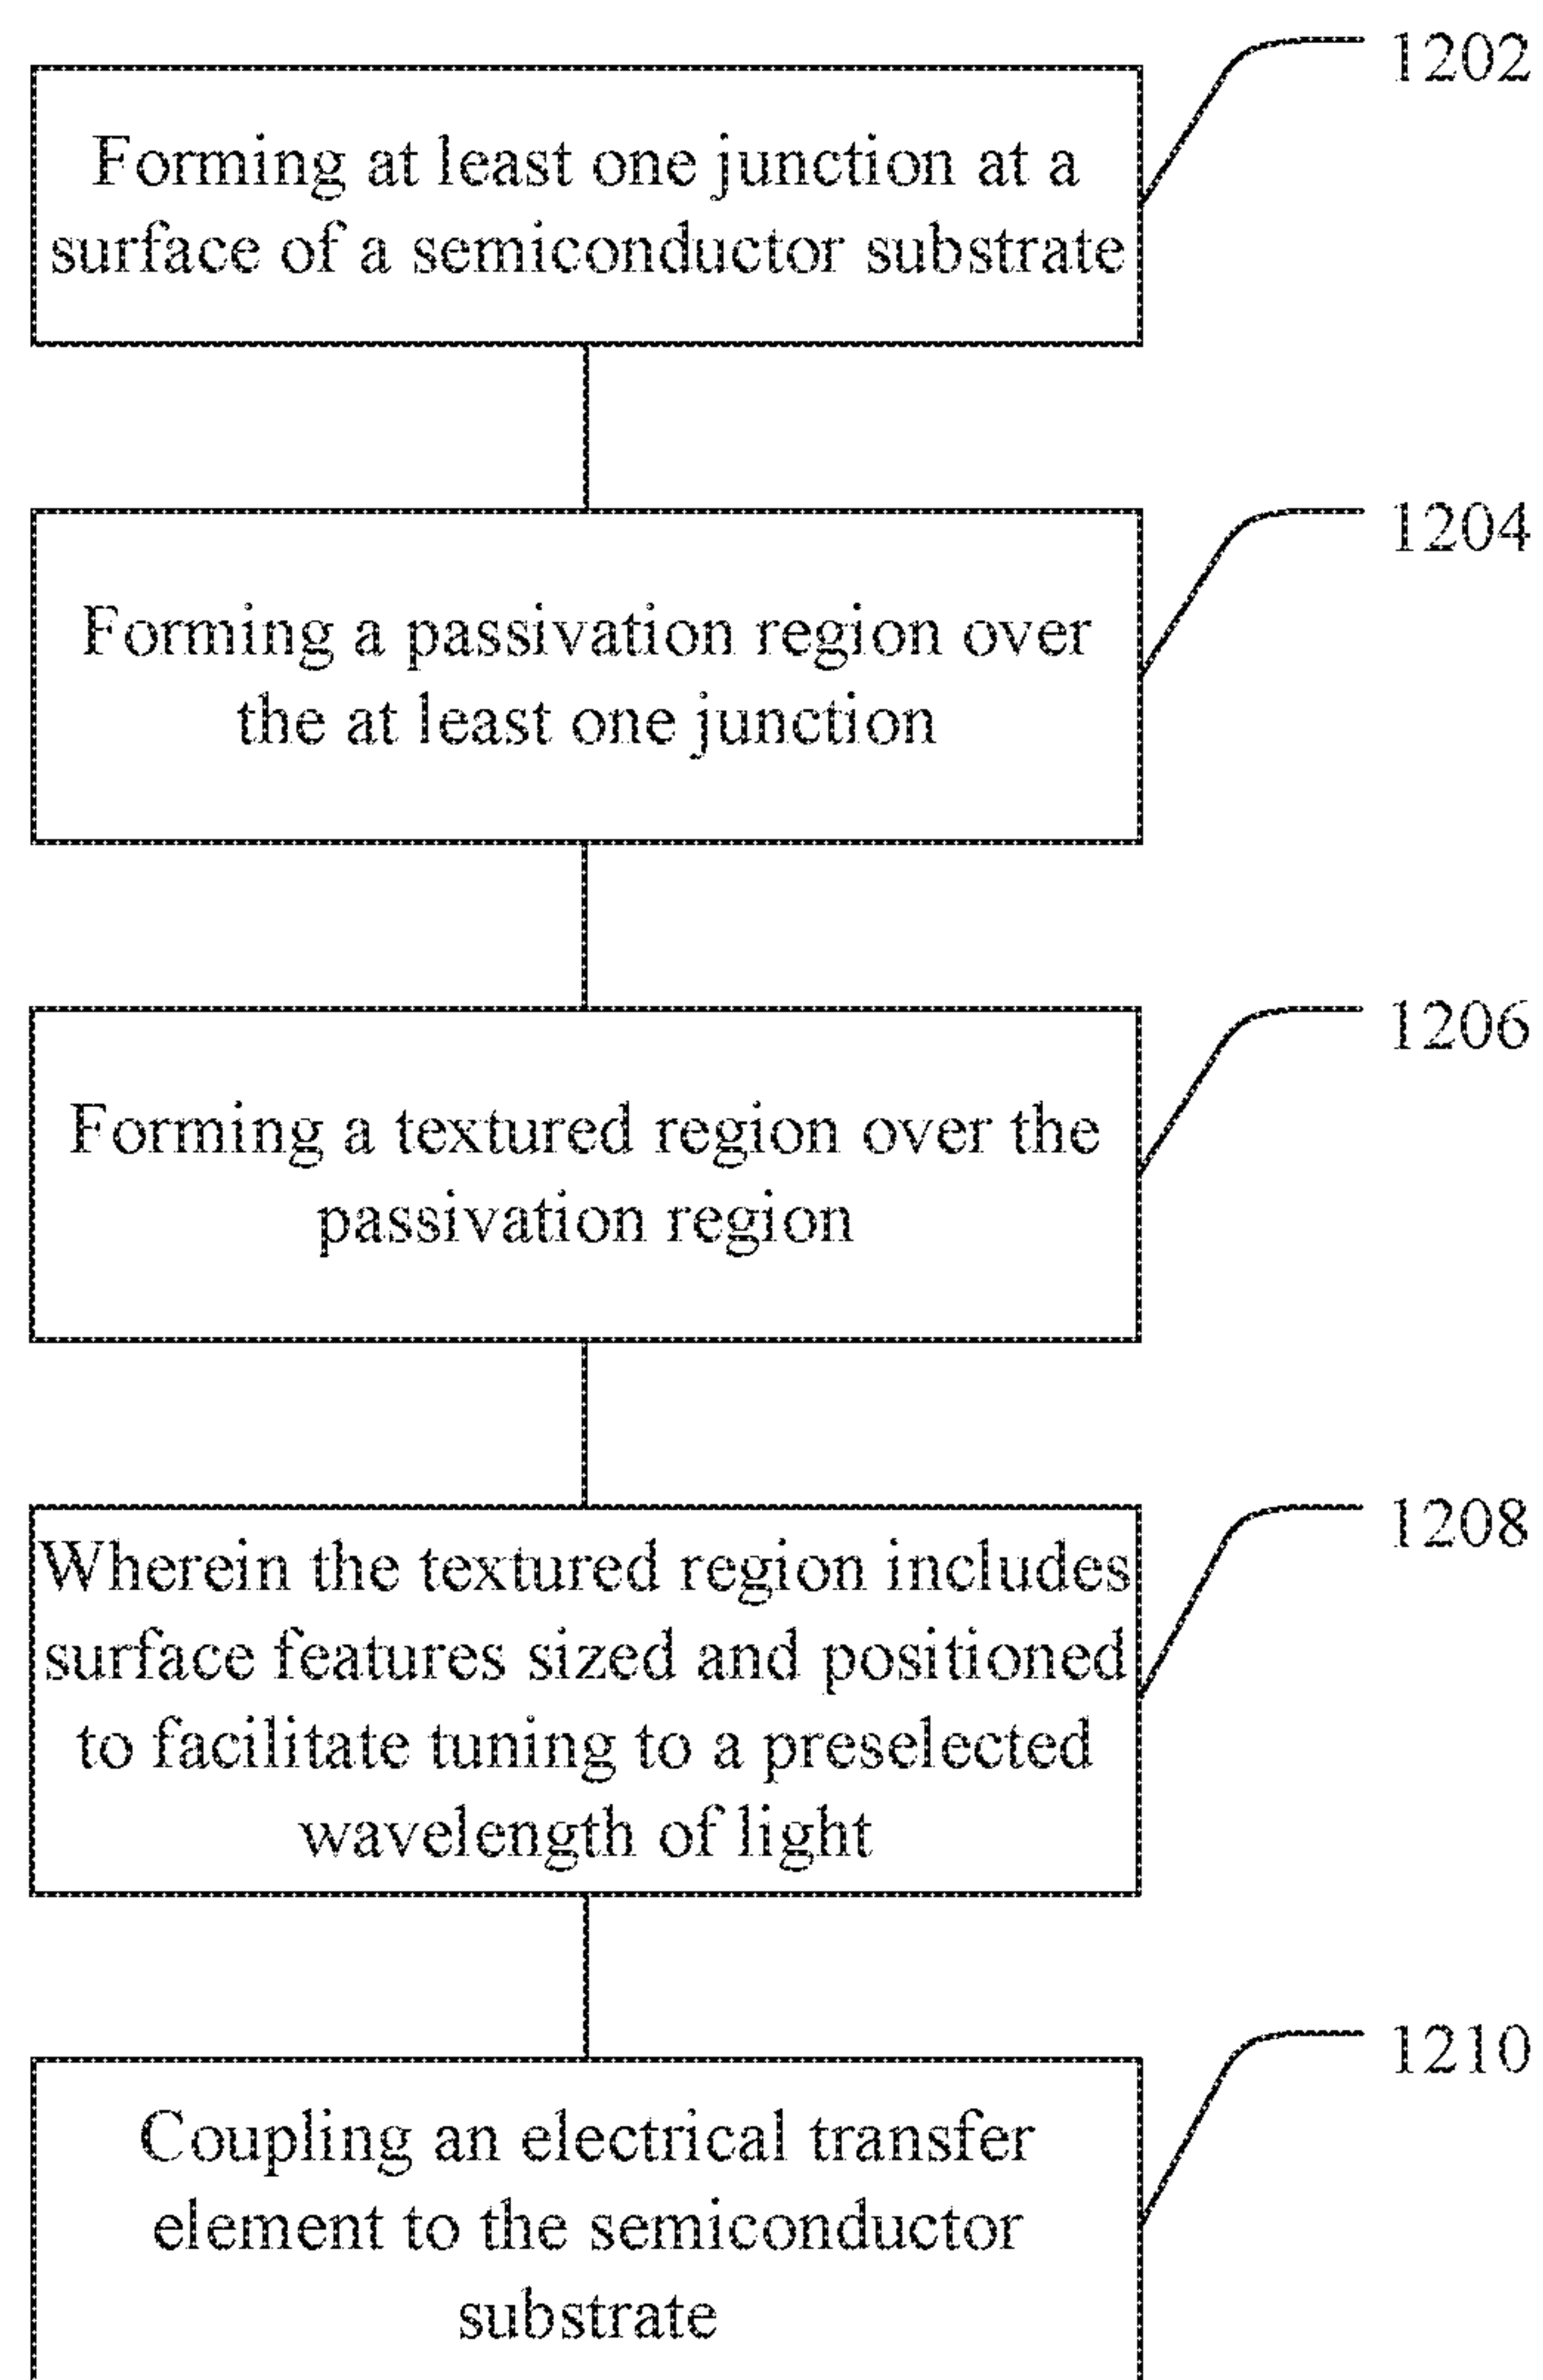 1202
Forming at least one junction at a
surface of a semiconductor substrate
1204
Forming a passivation region over
the at least one junction
1206
Forming a textured region over the
passivation region
1208
Wherein the textured region includes
surface features sized and positioned
to facilitate tuning to a preselected
wavelength of light
1210
Coupling an electrical transfer
element to the semiconductor
substrate